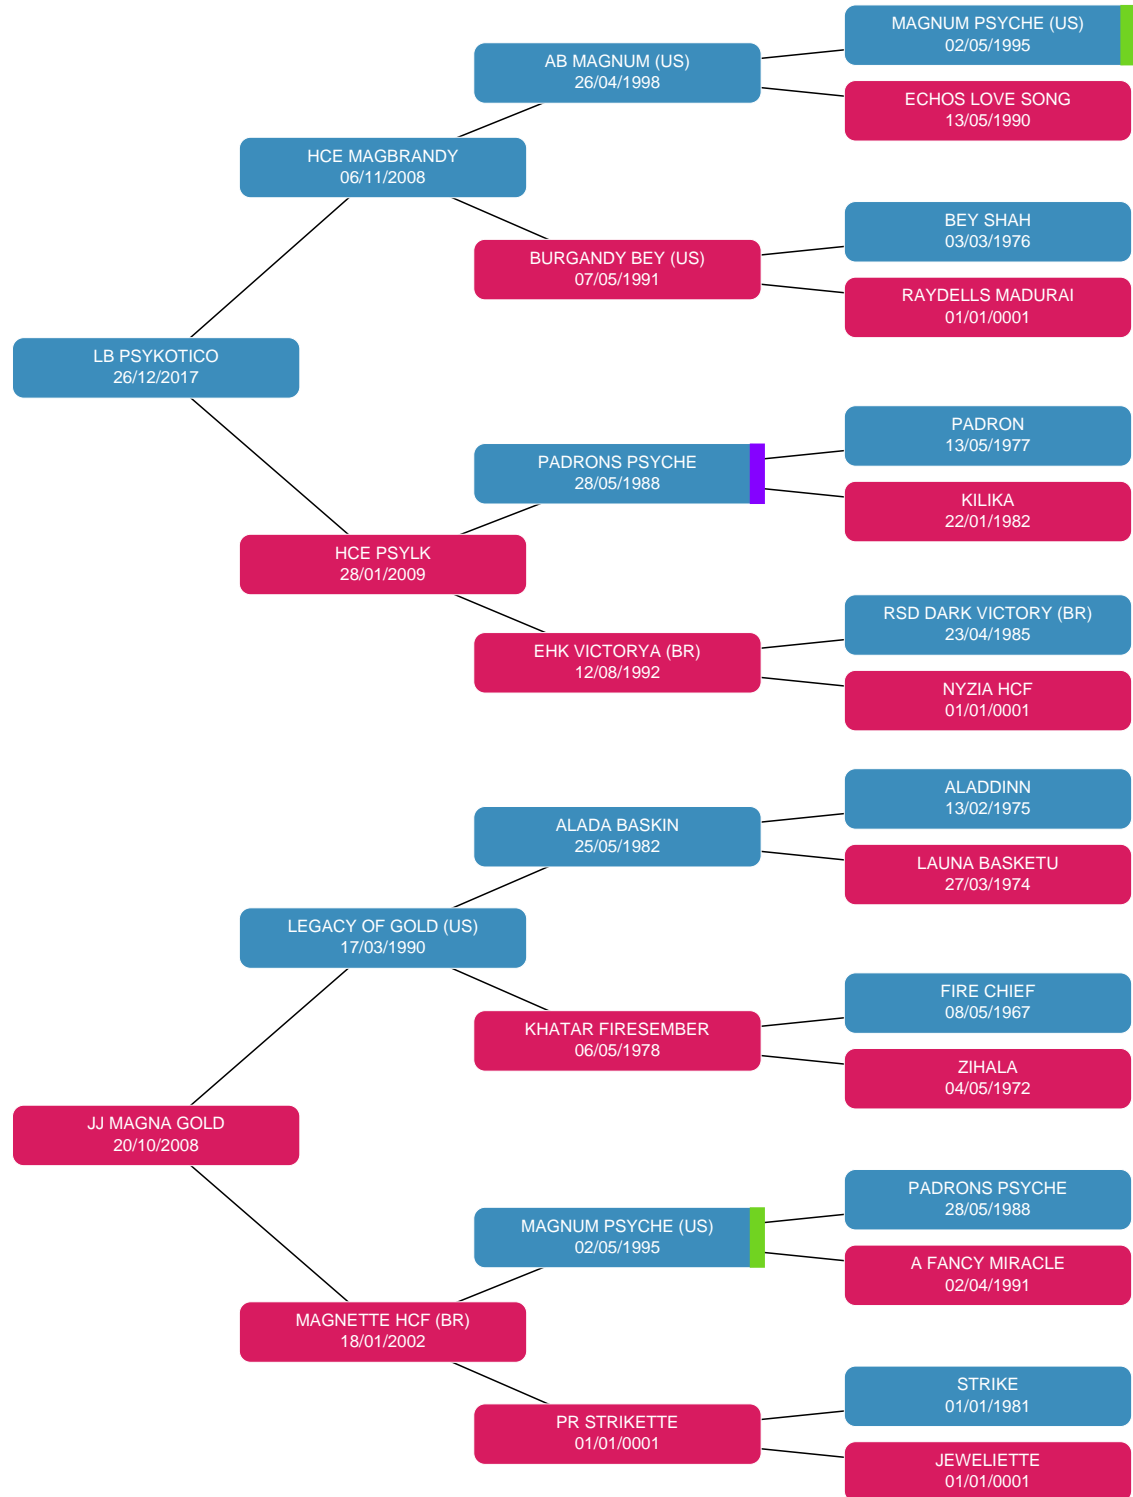 MAGNUM PSYCHE (US)
02/05/1995
AB MAGNUM (US)
26/04/1998
ECHOS LOVE SONG
13/05/1990
HCE MAGBRANDY
06/11/2008
BEY SHAH
03/03/1976
BURGANDY BEY (US)
07/05/1991
RAYDELLS MADURAI
01/01/0001
LB PSYKOTICO
26/12/2017
PADRON
13/05/1977
PADRONS PSYCHE
28/05/1988
KILIKA
22/01/1982
HCE PSYLK
28/01/2009
RSD DARK VICTORY (BR)
23/04/1985
EHK VICTORYA (BR)
12/08/1992
NYZIA HCF
01/01/0001
ALADDINN
13/02/1975
ALADA BASKIN
25/05/1982
LAUNA BASKETU
27/03/1974
LEGACY OF GOLD (US)
17/03/1990
FIRE CHIEF
08/05/1967
KHATAR FIRESEMBER
06/05/1978
ZIHALA
04/05/1972
JJ MAGNA GOLD
20/10/2008
PADRONS PSYCHE
28/05/1988
MAGNUM PSYCHE (US)
02/05/1995
A FANCY MIRACLE
02/04/1991
MAGNETTE HCF (BR)
18/01/2002
STRIKE
01/01/1981
PR STRIKETTE
01/01/0001
JEWELIETTE
01/01/0001